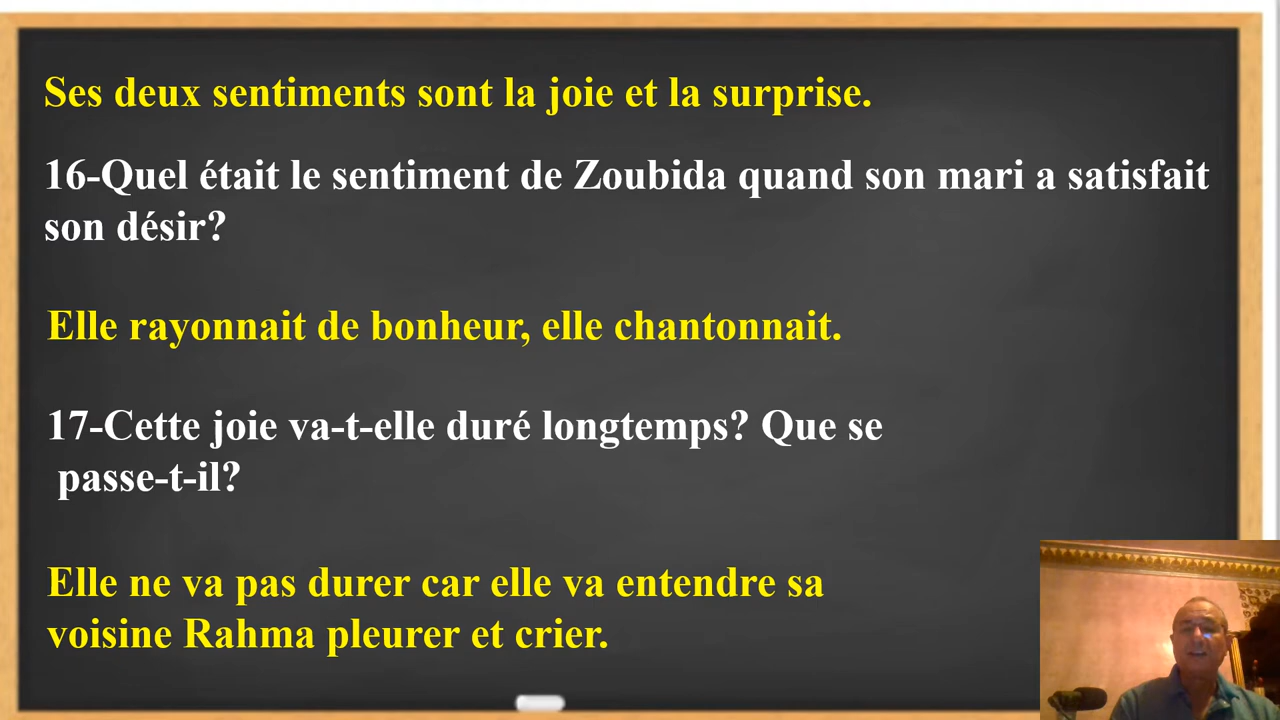 Ses deux sentiments sont la joie et la surprise.
16-Quel était le sentiment de Zoubida quand son mari a satisfait
son désir?
Elle rayonnait de bonheur, elle chantonnait.
17-Cette joie va-t-elle duré longtemps? Que se
passe-t-il?
Elle ne va pas durer car elle va entendre sa
voisine Rahma pleurer et crier.